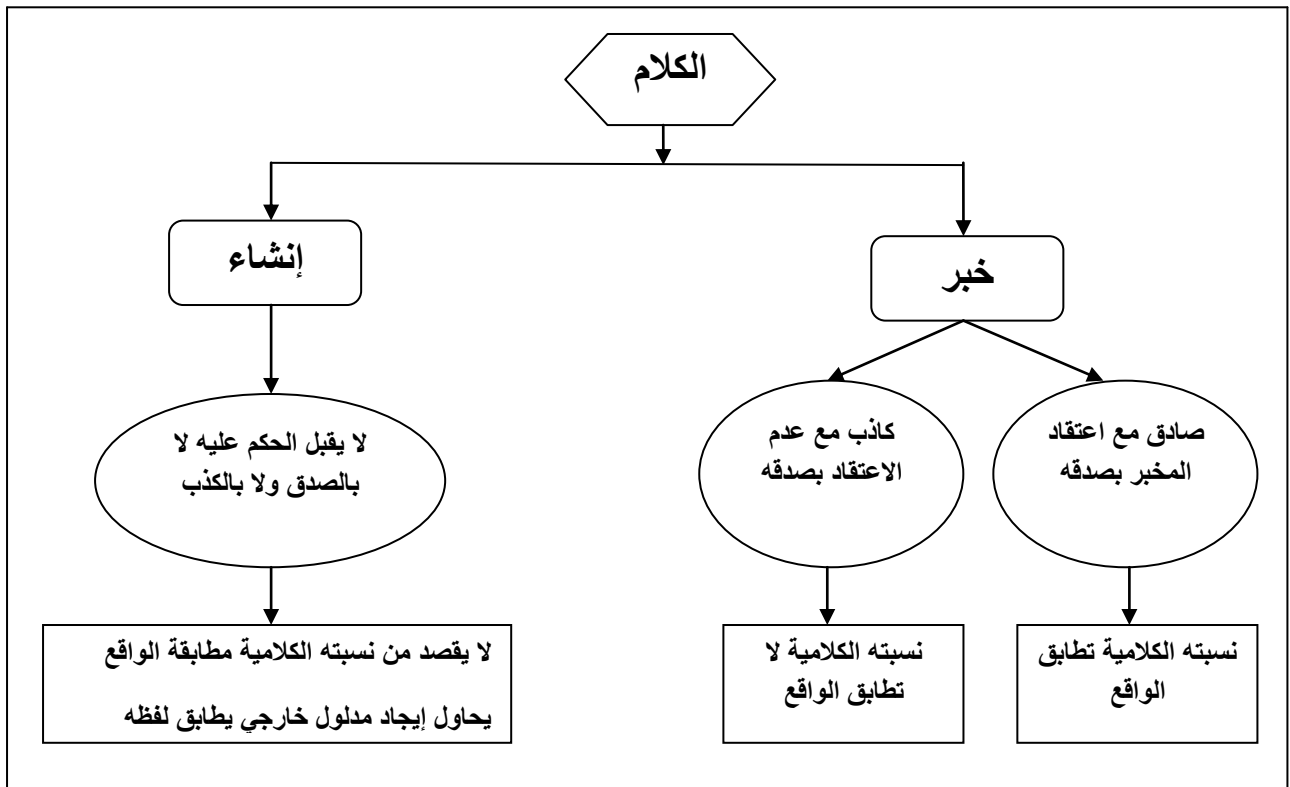 الكلام
خبر
إنشاء
صادق مع اعتقاد
المخبر بصدقه
كاذب مع عدم
الاعتقاد بصدقه
لا يقبل الحكم عليه لا
بالصدق ولا بالكذب
نسبته الكلامية تطابق
الواقع
نسبته الكلامية لا
تطابق الواقع
لا يقصد من نسبته الكلامية مطابقة الواقع
يحاول إيجاد مدلول خارجي يطابق لفظه